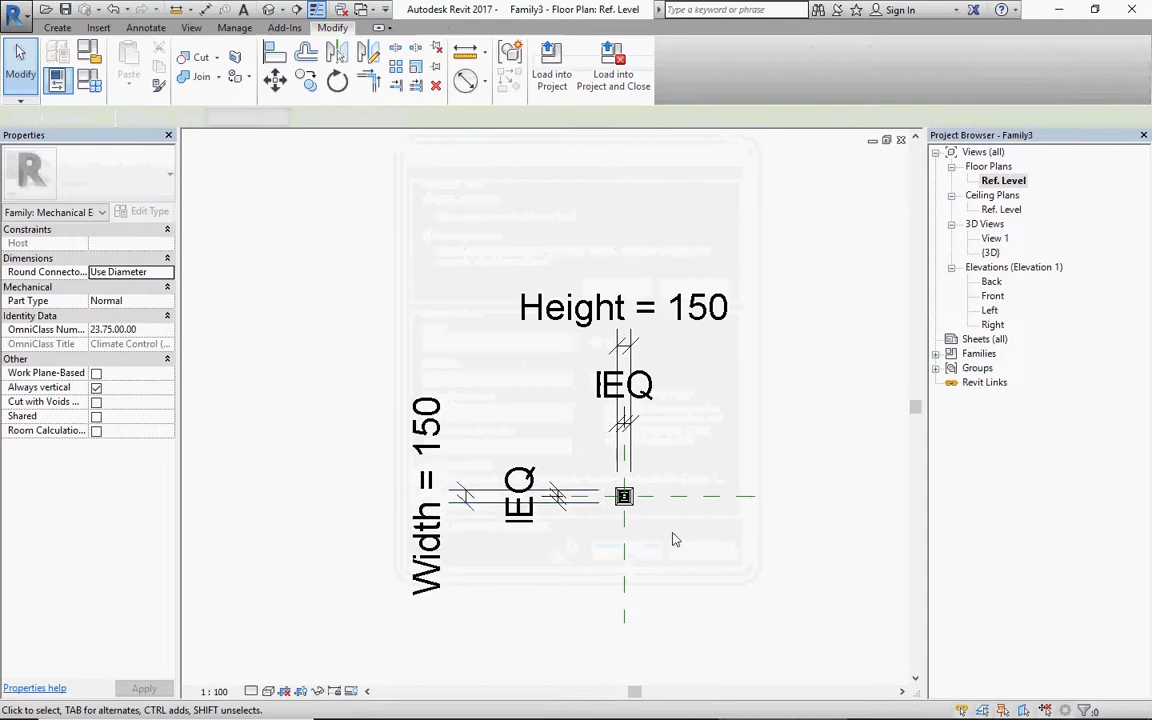 Autodesk Revit 2017 - Family3 - Floor Plan: Ref. Level
Type a keyword or phrase
Sign In
Create Insert Annotate View Manage Add-Ins Modify
Modify
Paste
Cut
Join
Load into
Project
Load into
Project and Close
Properties
Family: Mechanical E
Edit Type
Constraints
Host
Dimensions
Round Connecto... Use Diameter
Mechanical
Part Type Normal
Identity Data
OmniClass Num... 23.75.00.00
OmniClass Title Climate Control (...
Other
Work Plane-Based
Always vertical
Cut with Voids ...
Shared
Room Calculatio...
Properties help
Apply
Height = 150
EQ
Width = 150
EQ
1 : 100
Project Browser - Family3
Views (all)
Floor Plans
Ref. Level
Ceiling Plans
Ref. Level
3D Views
View 1
{3D}
Elevations (Elevation 1)
Back
Front
Left
Right
Sheets (all)
Families
Groups
Revit Links
Click to select, TAB for alternates, CTRL adds, SHIFT unselects.
:0